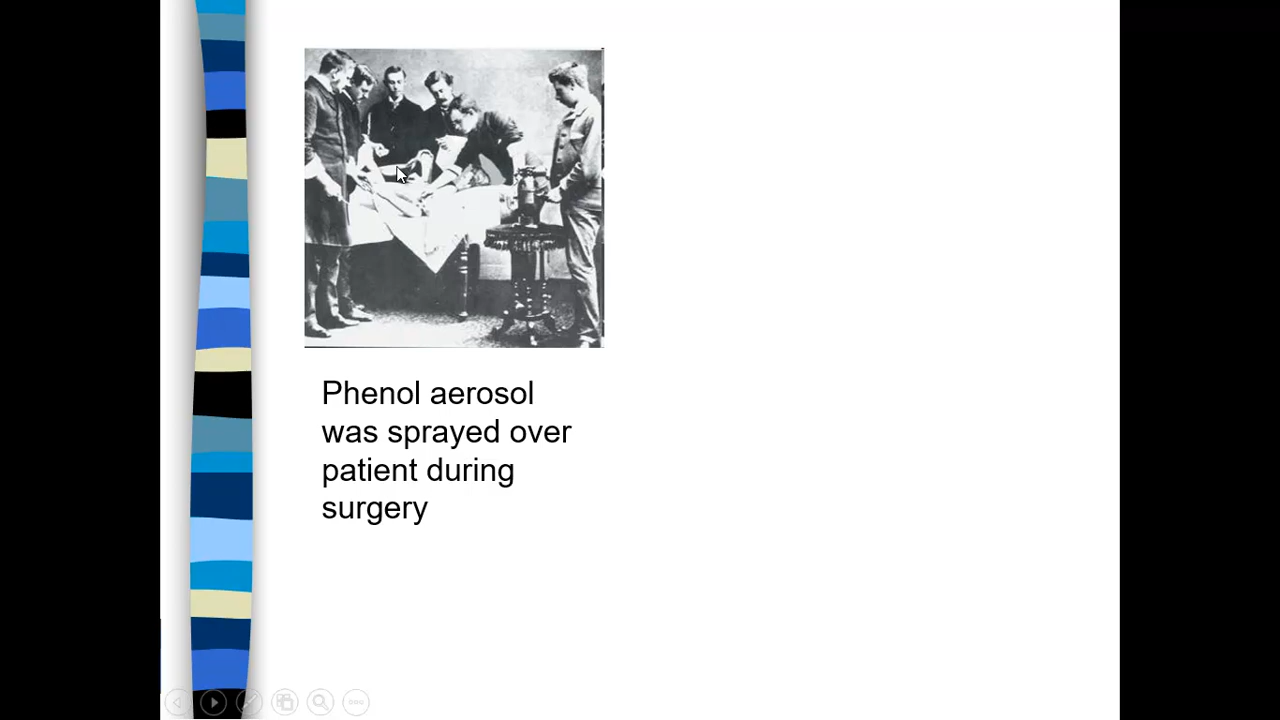 Phenol aerosol
was sprayed over
patient during
surgery